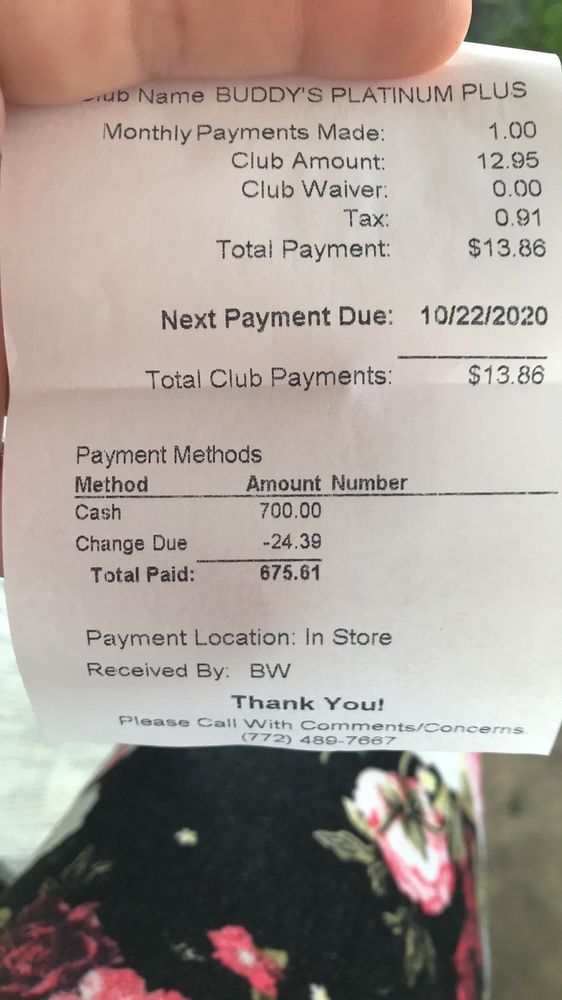 Name BUDDY'S PLATINUM PLUS
Monthly Payments Made: 1.00
Club Amount: 12.95
Club Waiver: 0.00
Tax: 0.91
Total Payment: $13.86
Next Payment Due: 10/22/2020
Total Club Payments: $13.86
Payment Methods
Method Amount Number
Cash 700.00
Change Due -24.39
Total Paid: 675.61
Payment Location: In Store
Received By: BW
Thank You!
Please Call With Comments/Concerns
(772) 489-7667